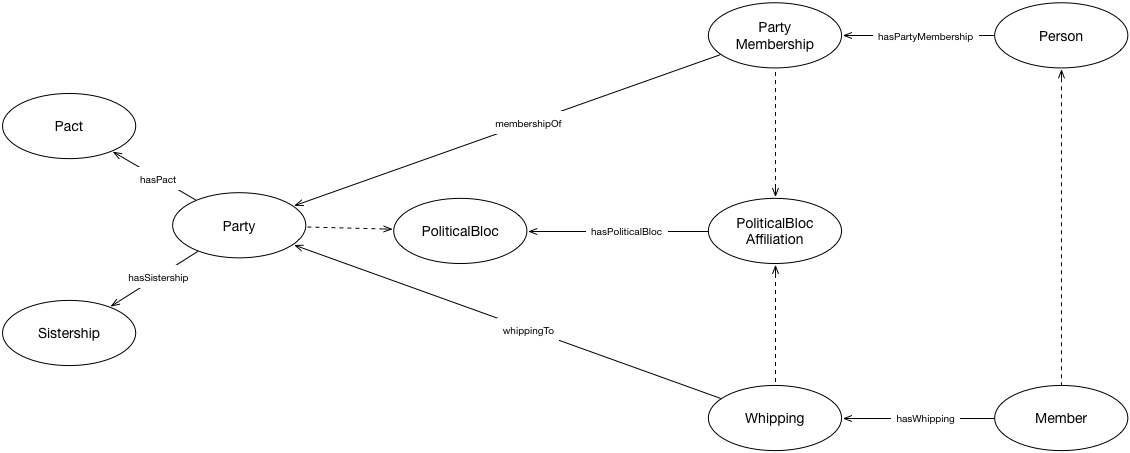 Party
Membership
hasPartyMembership
Person
Pact
membershipOf
hasPact
Party
PoliticalBloc
hasPoliticalBloc
PoliticalBloc
Affiliation
hasSistership
Sistership
whippingTo
Whipping
hasWhipping
Member